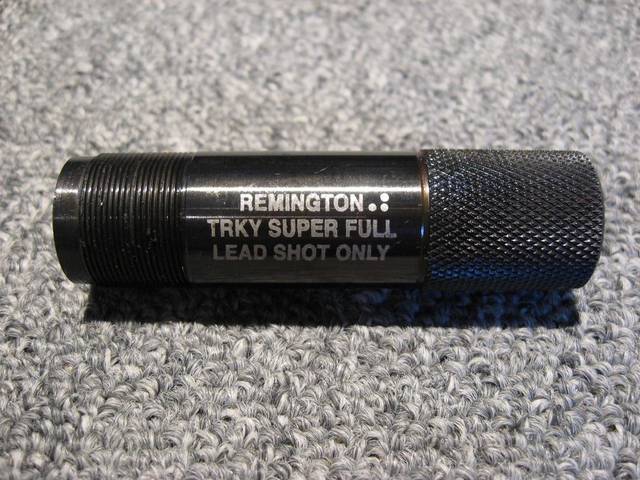 REMINGTON
TRKY SUPER FULL
LEAD SHOT ONLY